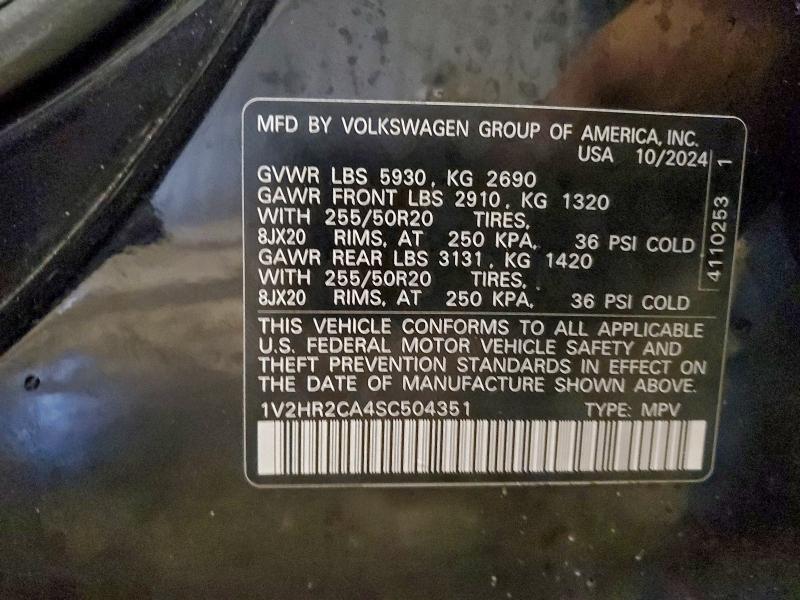 MFD BY VOLKSWAGEN GROUP OF AMERICA, INC.
USA 10/2024
GVWR LBS 5930, KG 2690
GAWR FRONT LBS 2910, KG 1320
WITH 255/50R20 TIRES,
8JX20 RIMS, AT 250 KPA, 36 PSI COLD
GAWR REAR LBS 3131, KG 1420
WITH 255/50R20 TIRES,
8JX20 RIMS, AT 250 KPA, 36 PSI COLD
4110253 1
THIS VEHICLE CONFORMS TO ALL APPLICABLE
U.S. FEDERAL MOTOR VEHICLE SAFETY AND
THEFT PREVENTION STANDARDS IN EFFECT ON
THE DATE OF MANUFACTURE SHOWN ABOVE.
1V2HR2CA4SC504351 TYPE: MPV